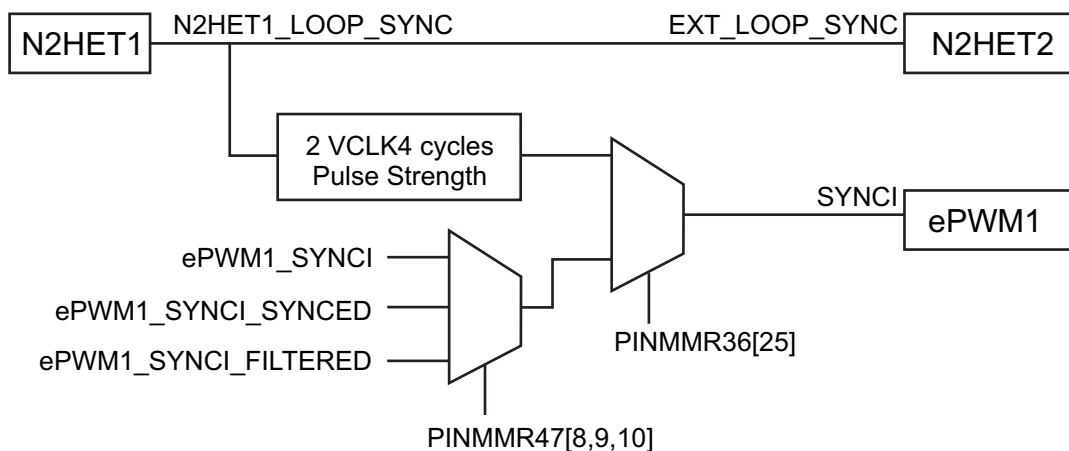 N2HET1
N2HET1_LOOP_SYNC
EXT_LOOP_SYNC
N2HET2
2 VCLK4 cycles
Pulse Strength
SYNCI
ePWM1
ePWM1_SYNCI
ePWM1_SYNCI_SYNCED
ePWM1_SYNCI_FILTERED
PINMMR36[25]
PINMMR47[8,9,10]